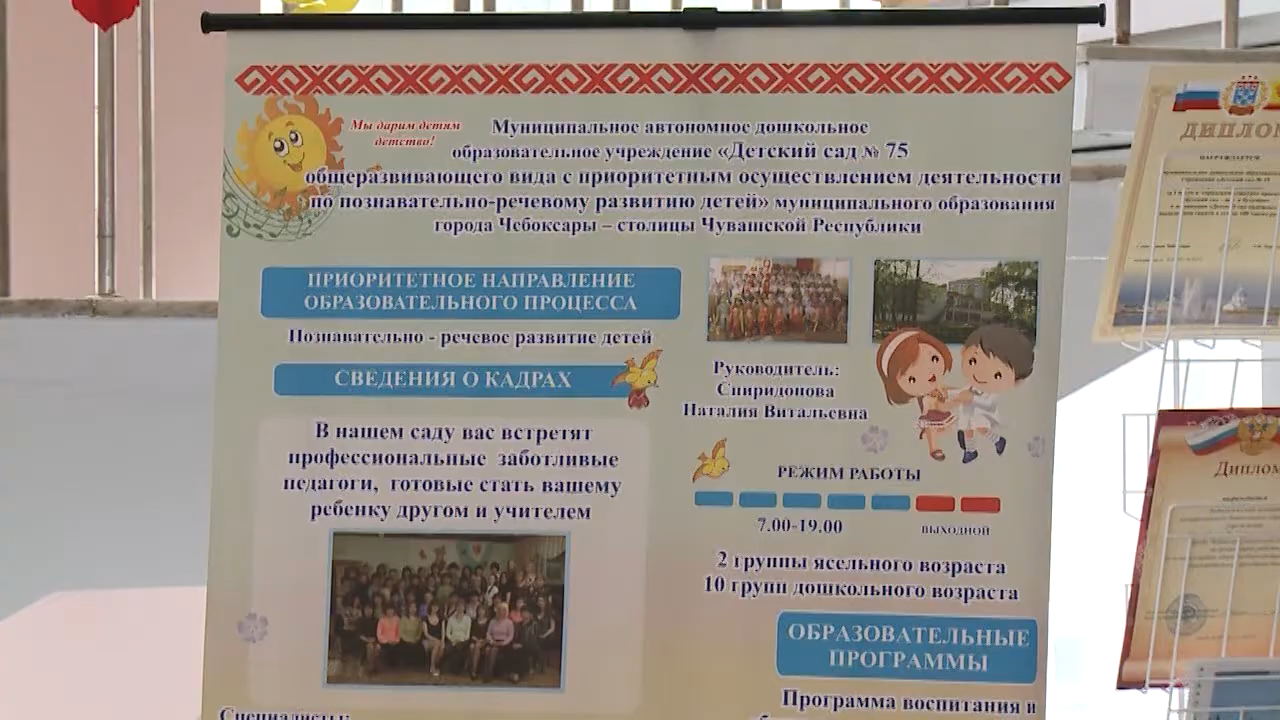 Мы дарим детям
детство!
Муниципальное автономное дошкольное
образовательное учреждение «Детский сад № 75
общеразвивающего вида с приоритетным осуществлением деятельности
по познавательно-речевому развитию детей» муниципального образования
города Чебоксары – столицы Чувашской Республики
ПРИОРИТЕТНОЕ НАПРАВЛЕНИЕ
ОБРАЗОВАТЕЛЬНОГО ПРОЦЕССА
Познавательно - речевое развитие детей
СВЕДЕНИЯ О КАДРАХ
В нашем саду вас встретят
профессиональные заботливые
педагоги, готовые стать вашему
ребенку другом и учителем
Специалисты:
Руководитель:
Спиридонова
Наталия Витальевна
РЕЖИМ РАБОТЫ
7.00-19.00
ВЫХОДНОЙ
2 группы ясельного возраста
10 групп дошкольного возраста
ОБРАЗОВАТЕЛЬНЫЕ
ПРОГРАММЫ
Программа воспитания и
ДИПЛОМ
НАГРАЖДАЕТСЯ
Диплом